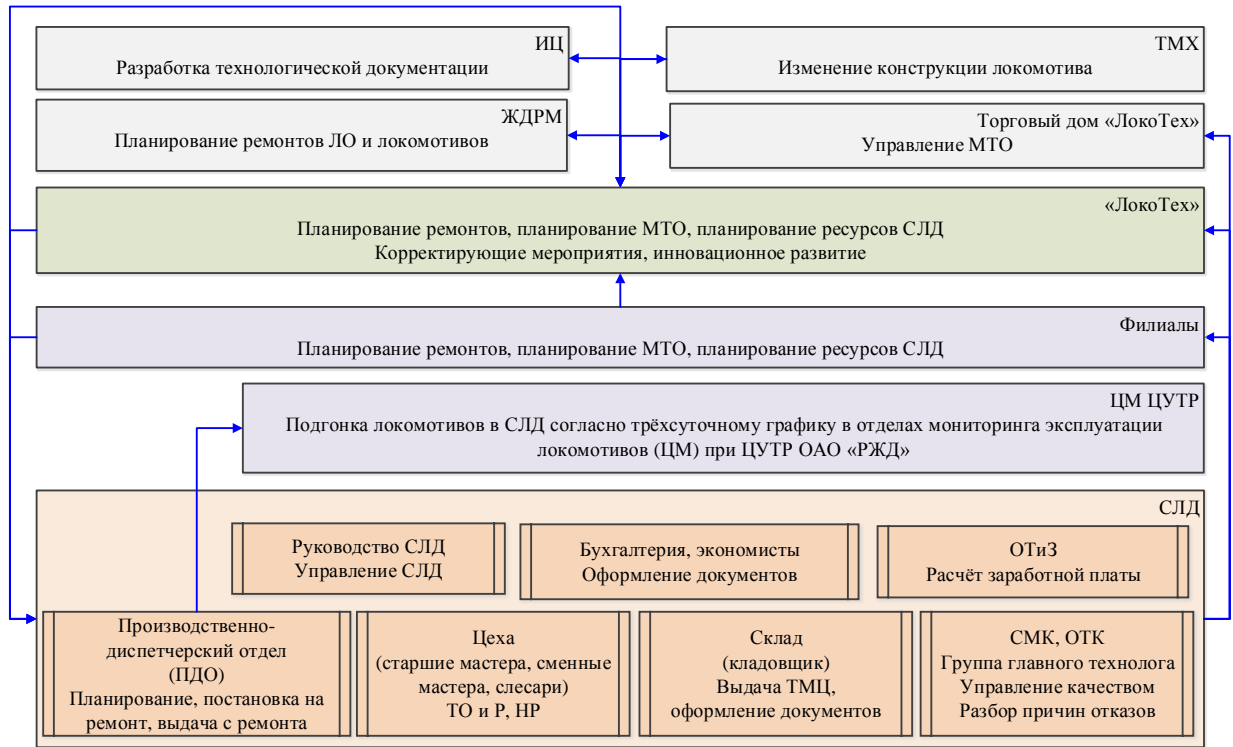 ИЦ
Разработка технологической документации
ТМХ
Изменение конструкции локомотива
ЖДРМ
Планирование ремонтов ЛО и локомотивов
Торговый дом «ЛокоТех»
Управление МТО
«ЛокоТех»
Планирование ремонтов, планирование МТО, планирование ресурсов СЛД
Корректирующие мероприятия, инновационное развитие
Филиалы
Планирование ремонтов, планирование МТО, планирование ресурсов СЛД
ЦМ ЦУТР
Подгонка локомотивов в СЛД согласно трёхсуточному графику в отделах мониторинга эксплуатации
локомотивов (ЦМ) при ЦУТР ОАО «РЖД»
СЛД
Руководство СЛД
Управление СЛД
Бухгалтерия, экономисты
Оформление документов
ОТиЗ
Расчёт заработной платы
Производственно-
диспетчерский отдел
(ПДО)
Планирование, постановка на
ремонт, выдача с ремонта
Цеха
(старшие мастера, сменные
мастера, слесари)
ТО и Р, НР
Склад
(кладовщик)
Выдача ТМЦ,
оформление документов
СМК, ОТК
Группа главного технолога
Управление качеством
Разбор причин отказов